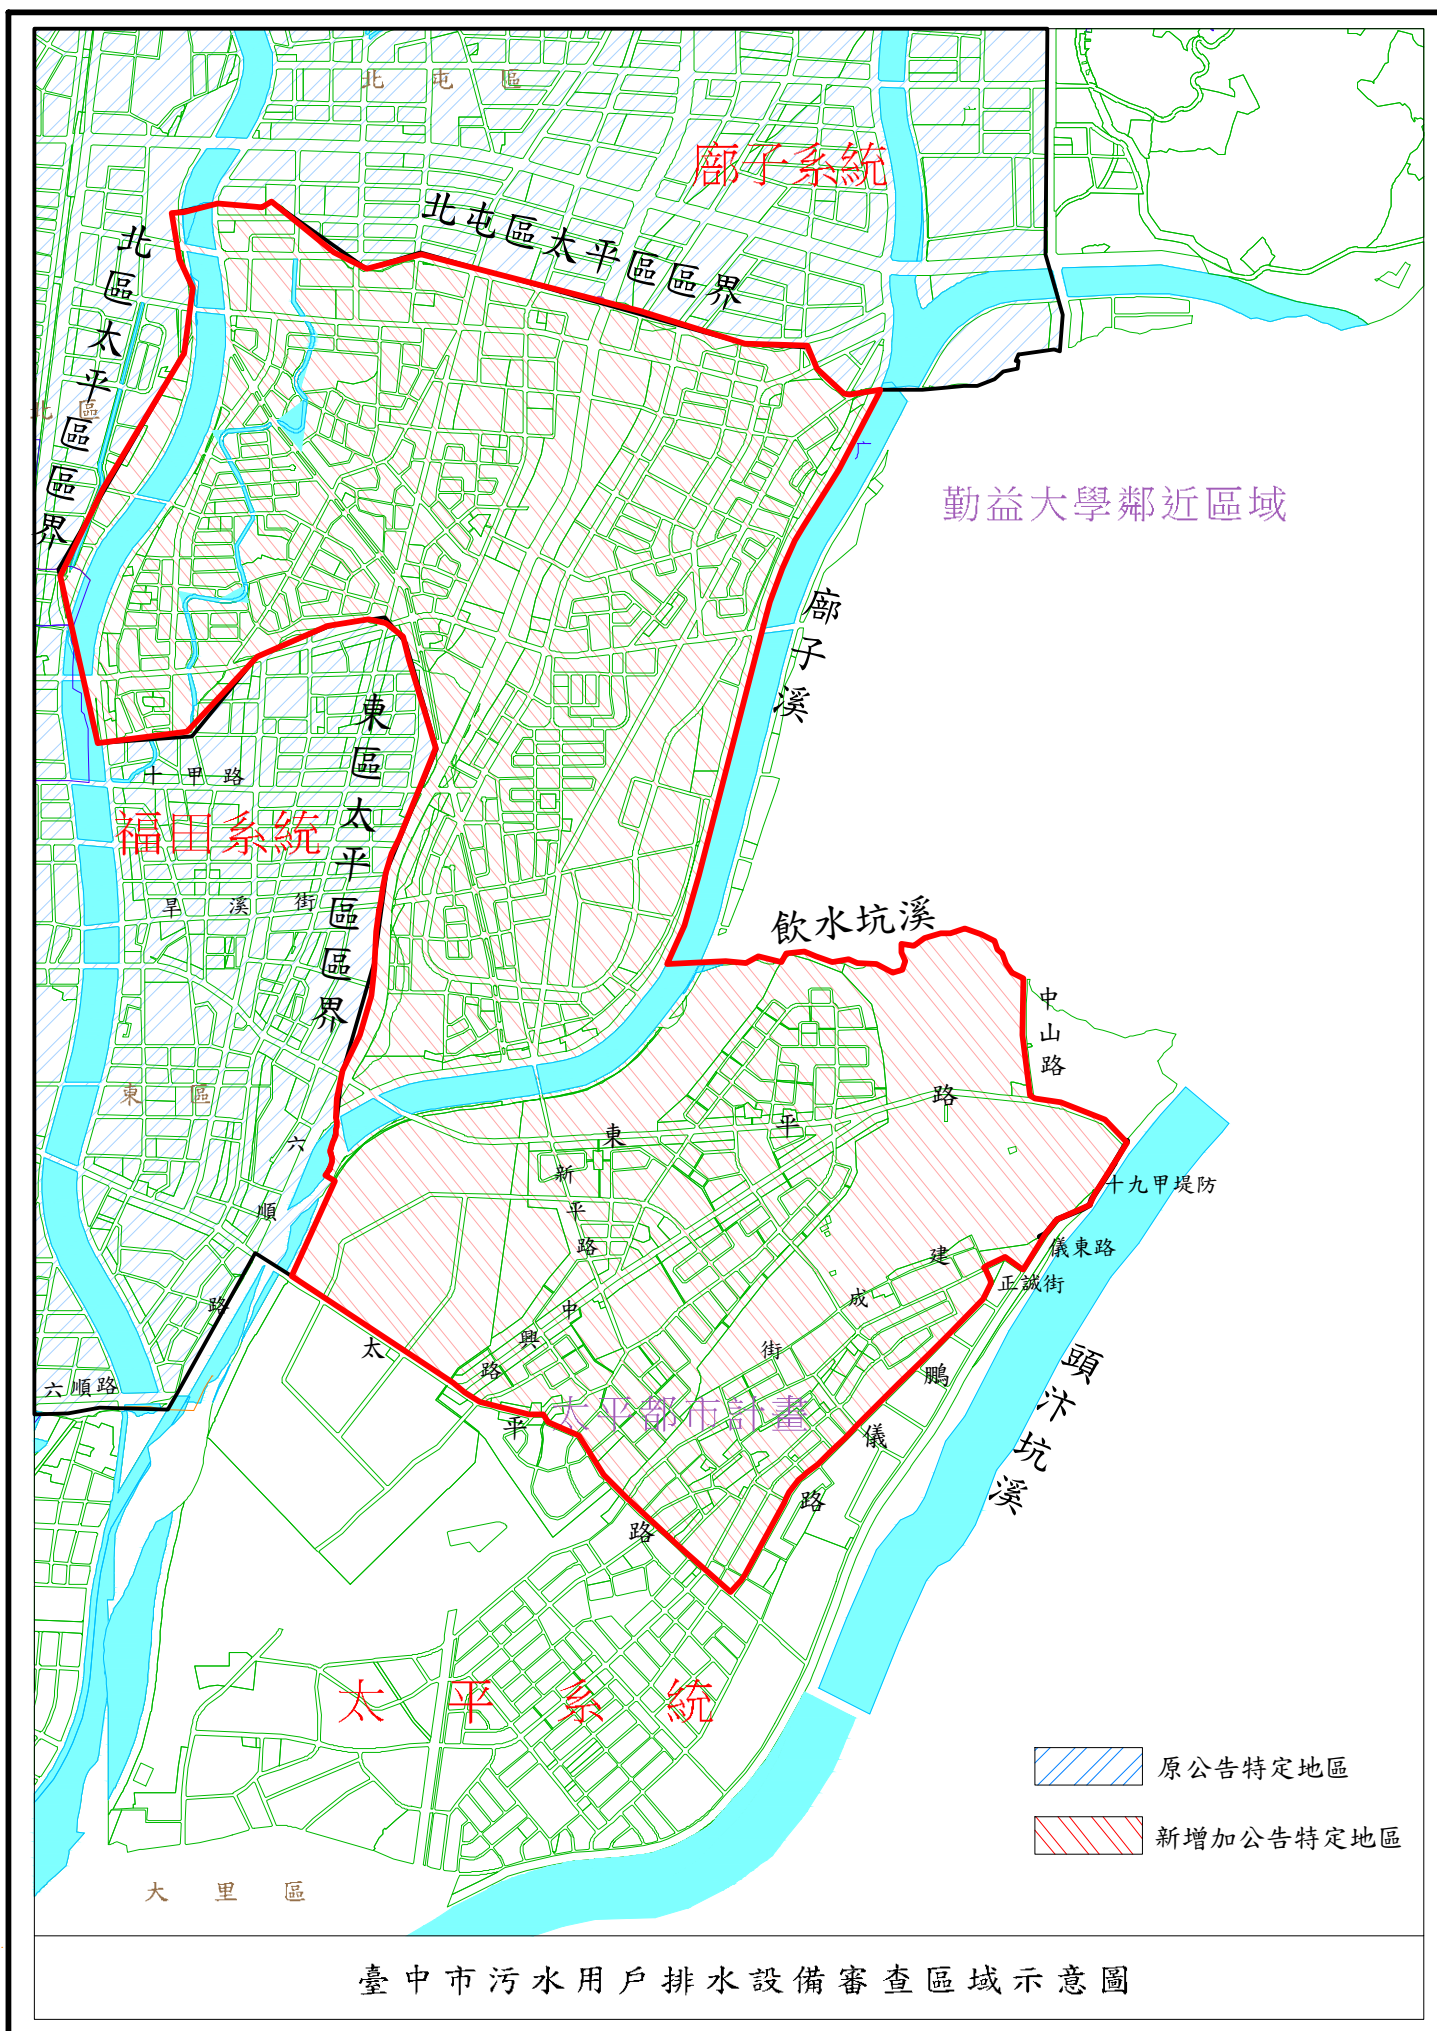 北屯區
廍子系統
北屯區太平區區界
北區太平區區界
北區
勤益大學鄰近區域
廍子溪
東區太平區區界
十甲路
福田系統
旱溪街
飲水坑溪
中山路
東區
東平路
六順路
新平路
十九甲堤防
儀東路
正誠街
建成街
中興路
太平路
六順路
鵬儀路
頭汴坑溪
太平都市計畫
太平系統
原公告特定地區
新增加公告特定地區
大里區
臺中市污水用戶排水設備審查區域示意圖